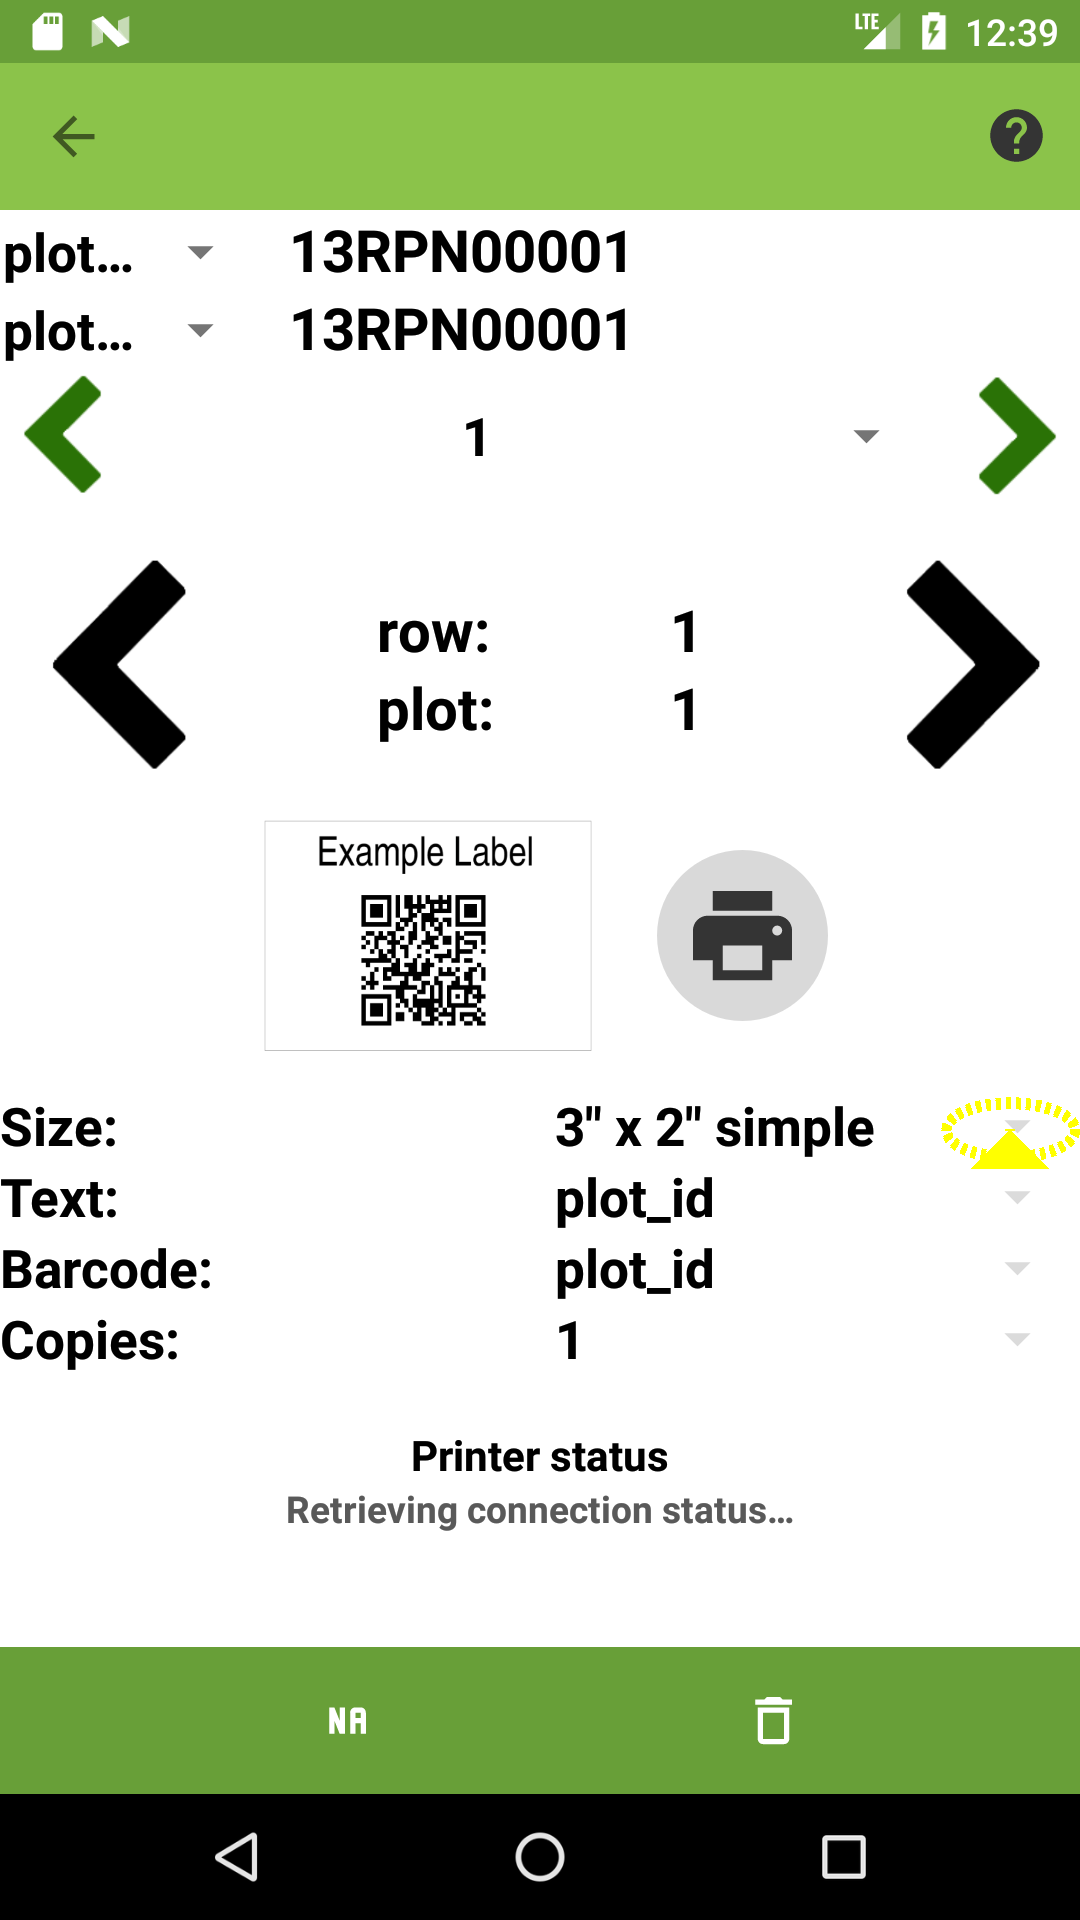 LTE 12:39
plot... 13RPN00001
plot... 13RPN00001
1
row: 1
plot: 1
Example Label
Size: 3" x 2" simple
Text: plot_id
Barcode: plot_id
Copies: 1
Printer status
Retrieving connection status...
NA